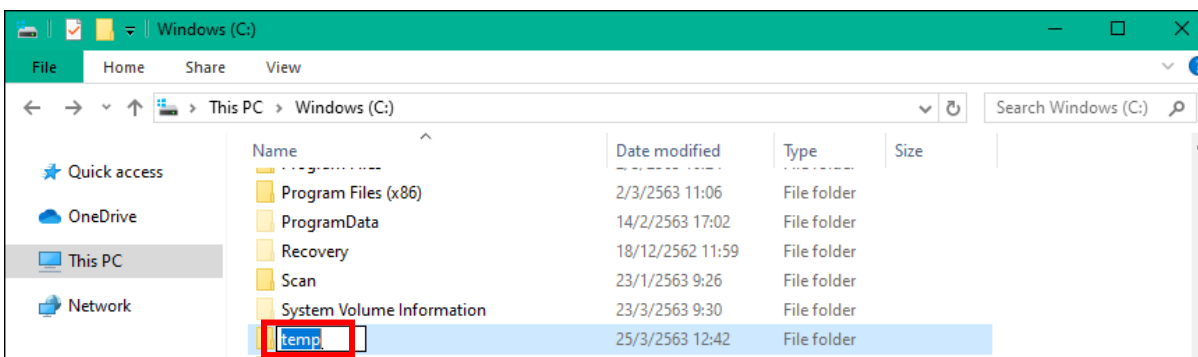 Windows (C:)
File Home Share View
This PC > Windows (C:) Search Windows (C:)
Name Date modified Type Size
Quick access
Program Files (x86) 2/3/2563 11:06 File folder
OneDrive
ProgramData 14/2/2563 17:02 File folder
Recovery 18/12/2562 11:59 File folder
This PC
Scan 23/1/2563 9:26 File folder
Network
System Volume Information 23/3/2563 9:30 File folder
temp 25/3/2563 12:42 File folder